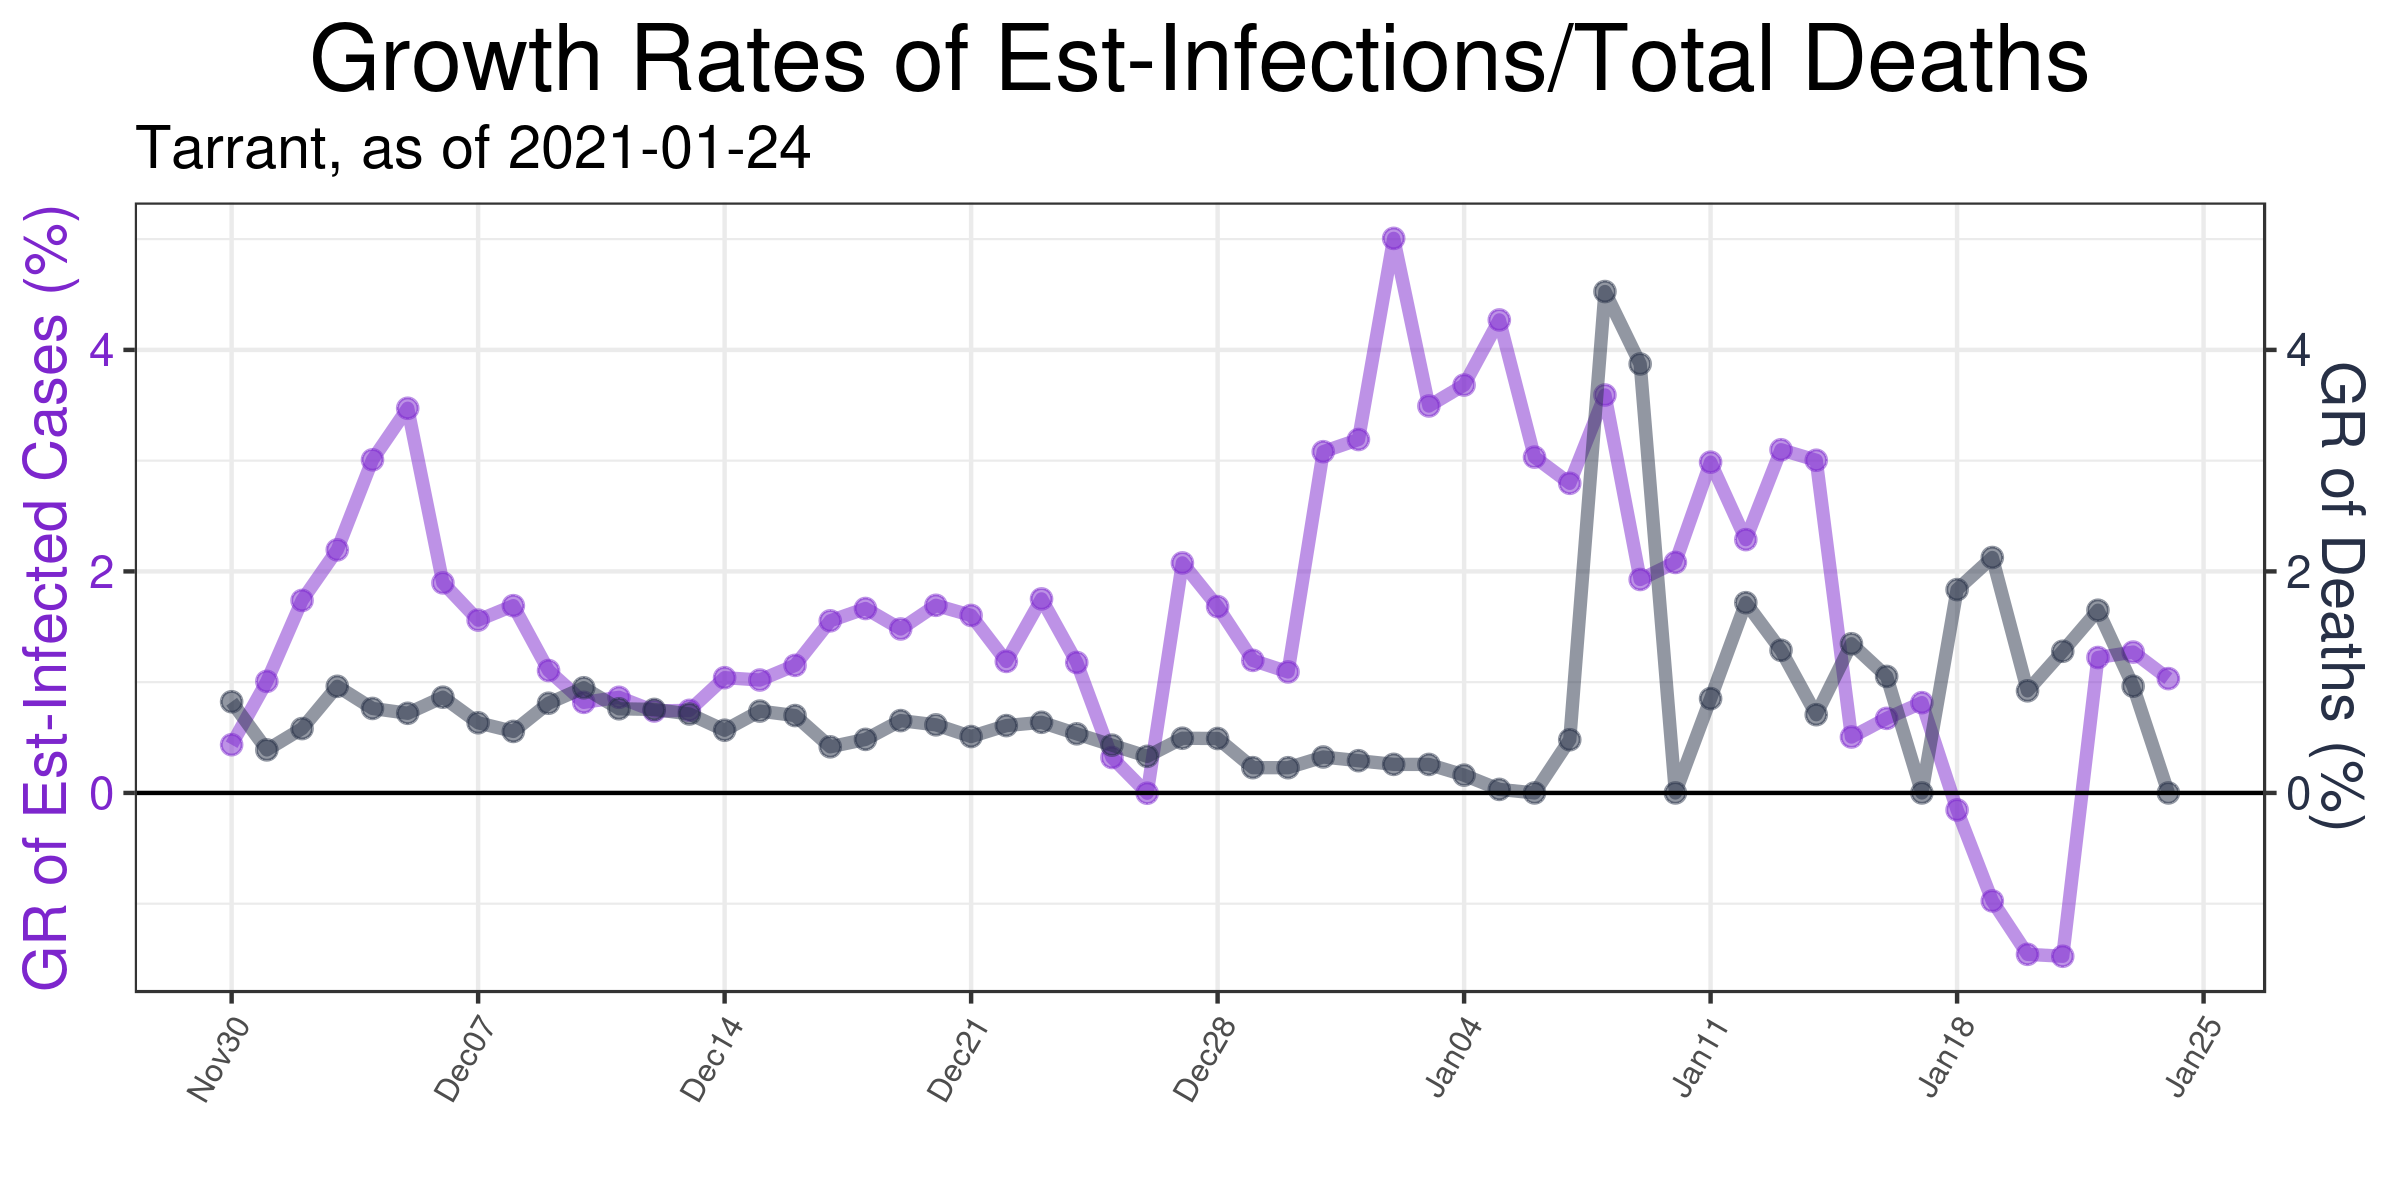 Growth Rates of Est-Infections/Total Deaths
Tarrant, as of 2021-01-24
GR of Est-Infected Cases (%)
4
2
0
4
2
0
GR of Deaths (%)
Nov30
Dec07
Dec14
Dec21
Dec28
Jan04
Jan11
Jan18
Jan25